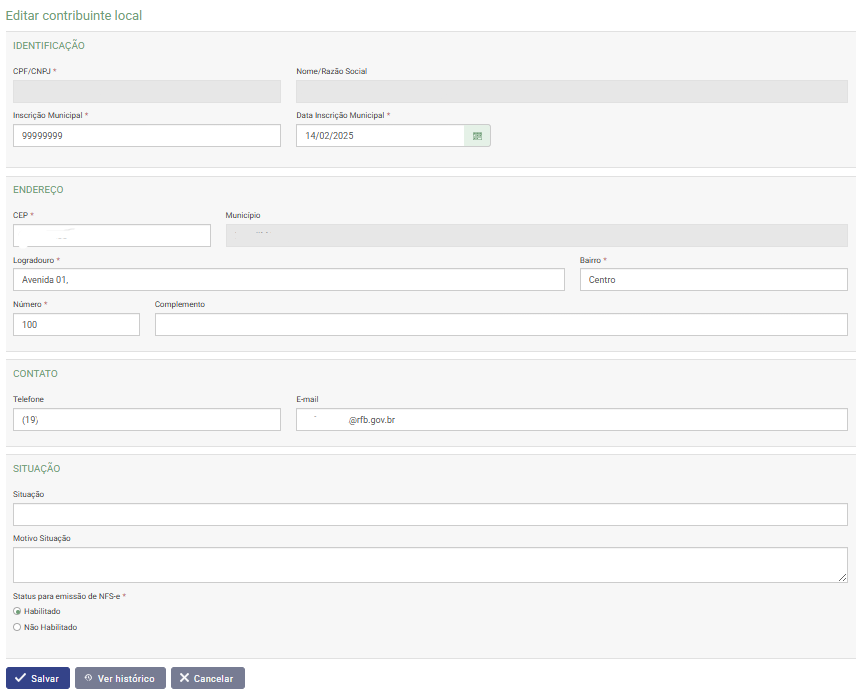 Editar contribuinte local
IDENTIFICAÇÃO
CPF/CNPJ * Nome/Razão Social
Inscrição Municipal * Data Inscrição Municipal *
99999999 14/02/2025
ENDEREÇO
CEP * Município
Logradouro * Bairro *
Avenida 01, Centro
Número * Complemento
100
CONTATO
Telefone E-mail
(19) @rfb.gov.br
SITUAÇÃO
Situação
Motivo Situação
Status para emissão de NFS-e *
Habilitado
Não Habilitado
Salvar Ver histórico Cancelar